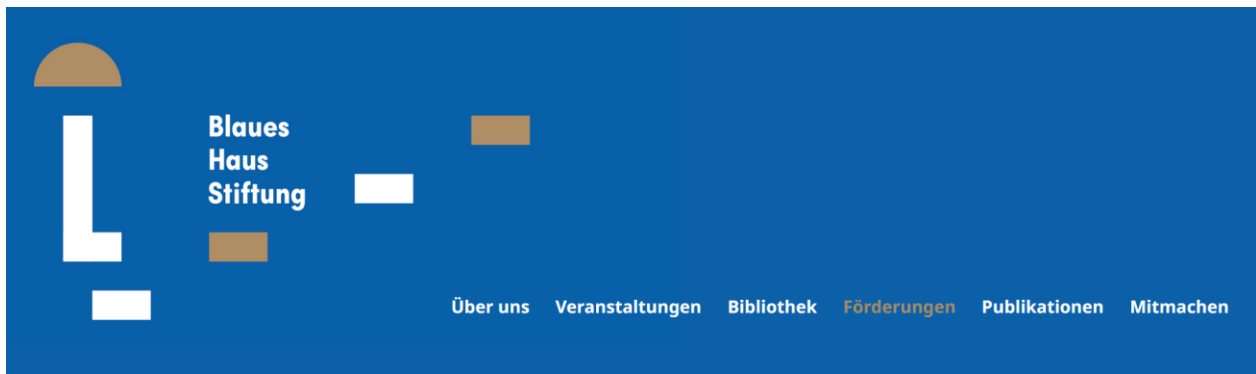 Blaues
Haus
Stiftung
Über uns Veranstaltungen Bibliothek Förderungen Publikationen Mitmachen